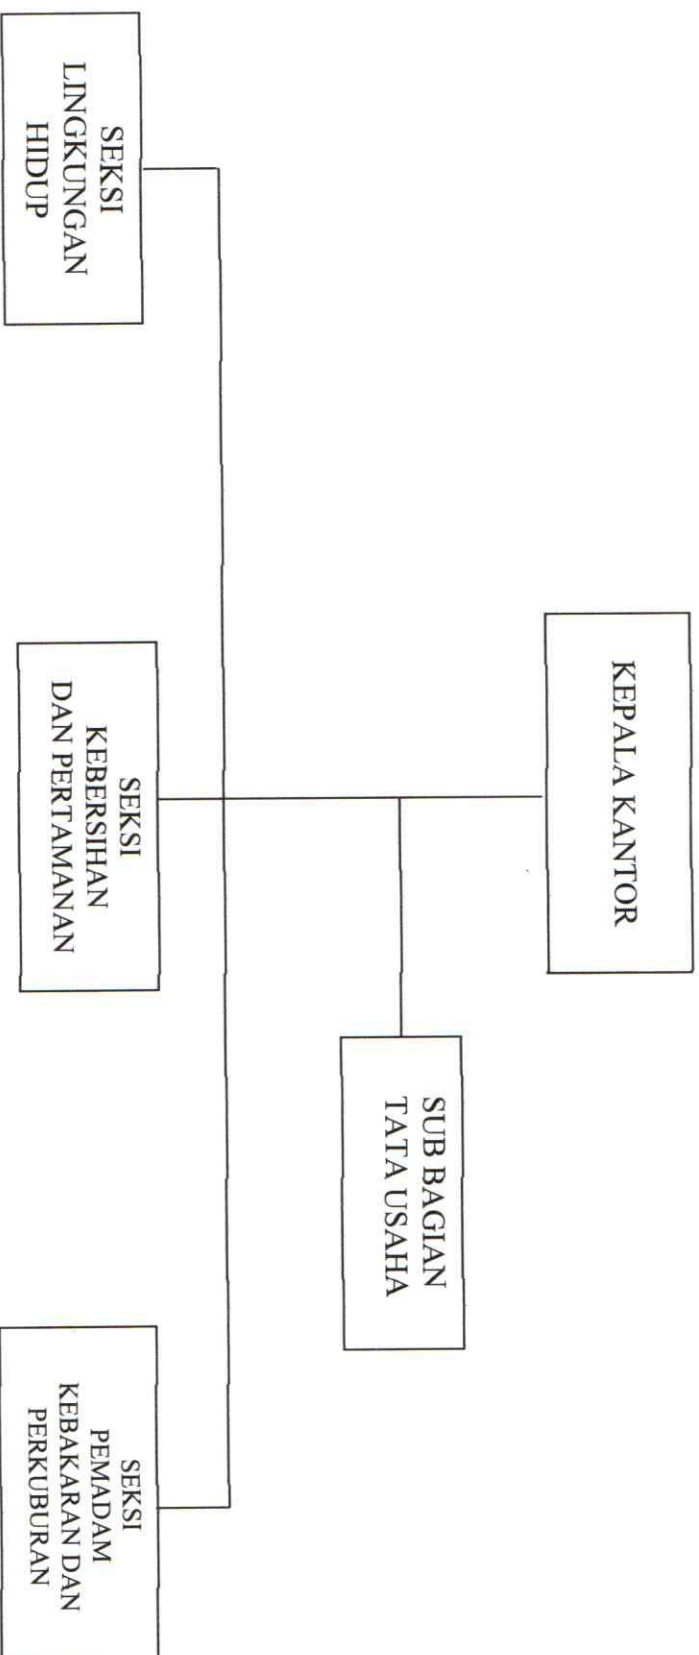 KEPALA KANTOR
SUB BAGIAN
TATA USAHA
SEKSI
LINGKUNGAN
HIDUP
SEKSI
KEBERSIHAN
DAN PERTAMANAN
SEKSI
PEMADAM
KEBAKARAN DAN
PERKUBURAN